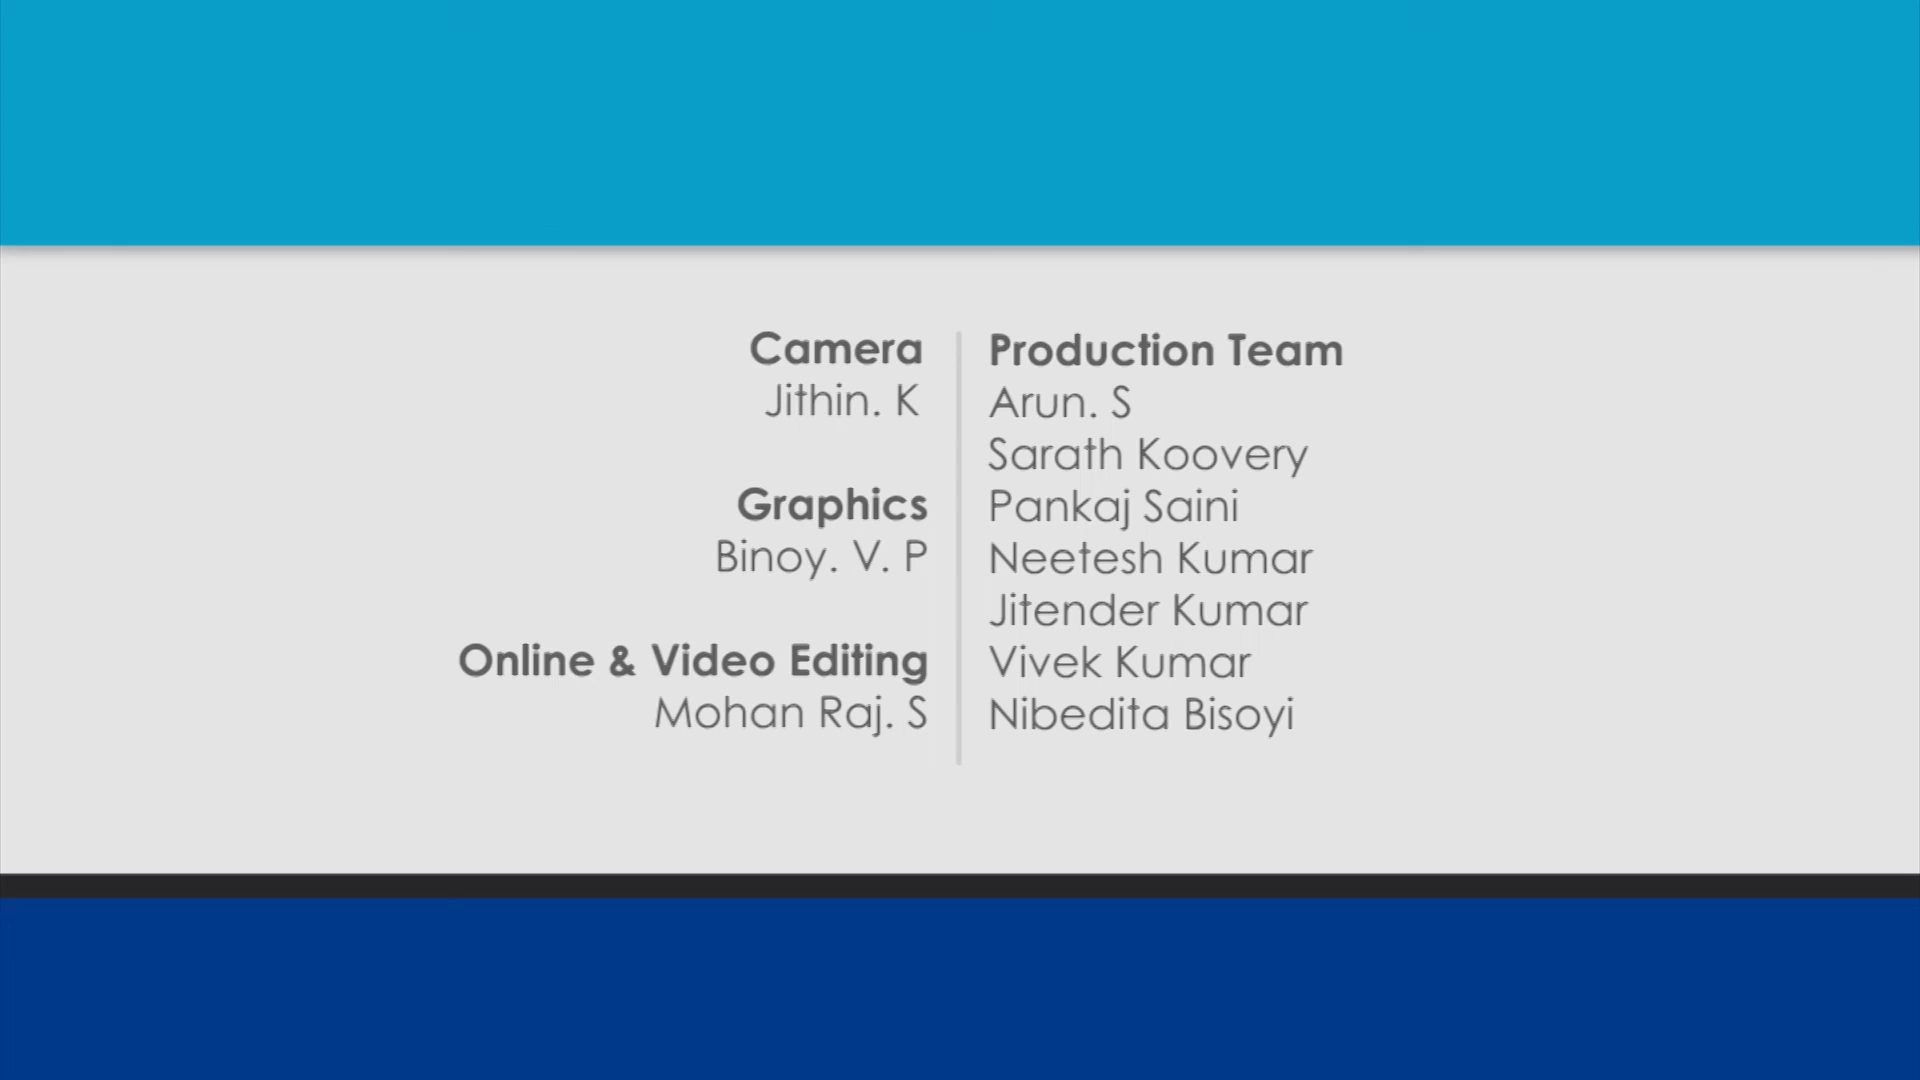 Camera
Jithin. K
Graphics
Binoy. V. P
Online & Video Editing
Mohan Raj. S
Production Team
Arun. S
Sarath Koovery
Pankaj Saini
Neetesh Kumar
Jitender Kumar
Vivek Kumar
Nibedita Bisoyi